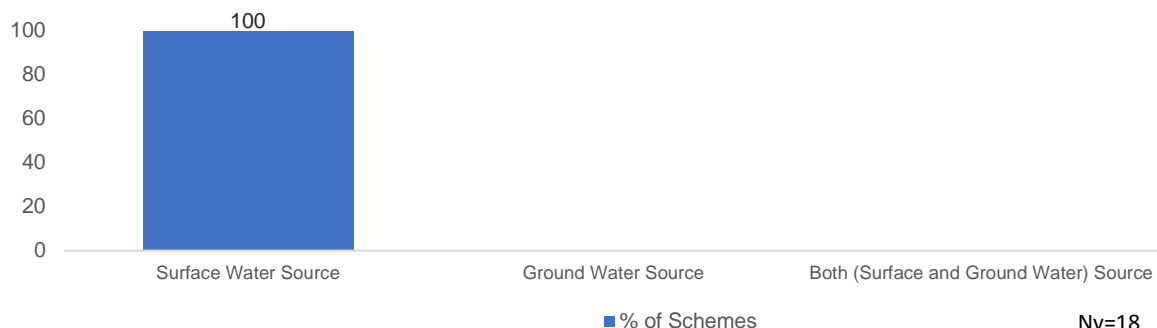 100
100
80
60
40
20
0
Surface Water Source
Ground Water Source
Both (Surface and Ground Water) Source
% of Schemes
Nv=18